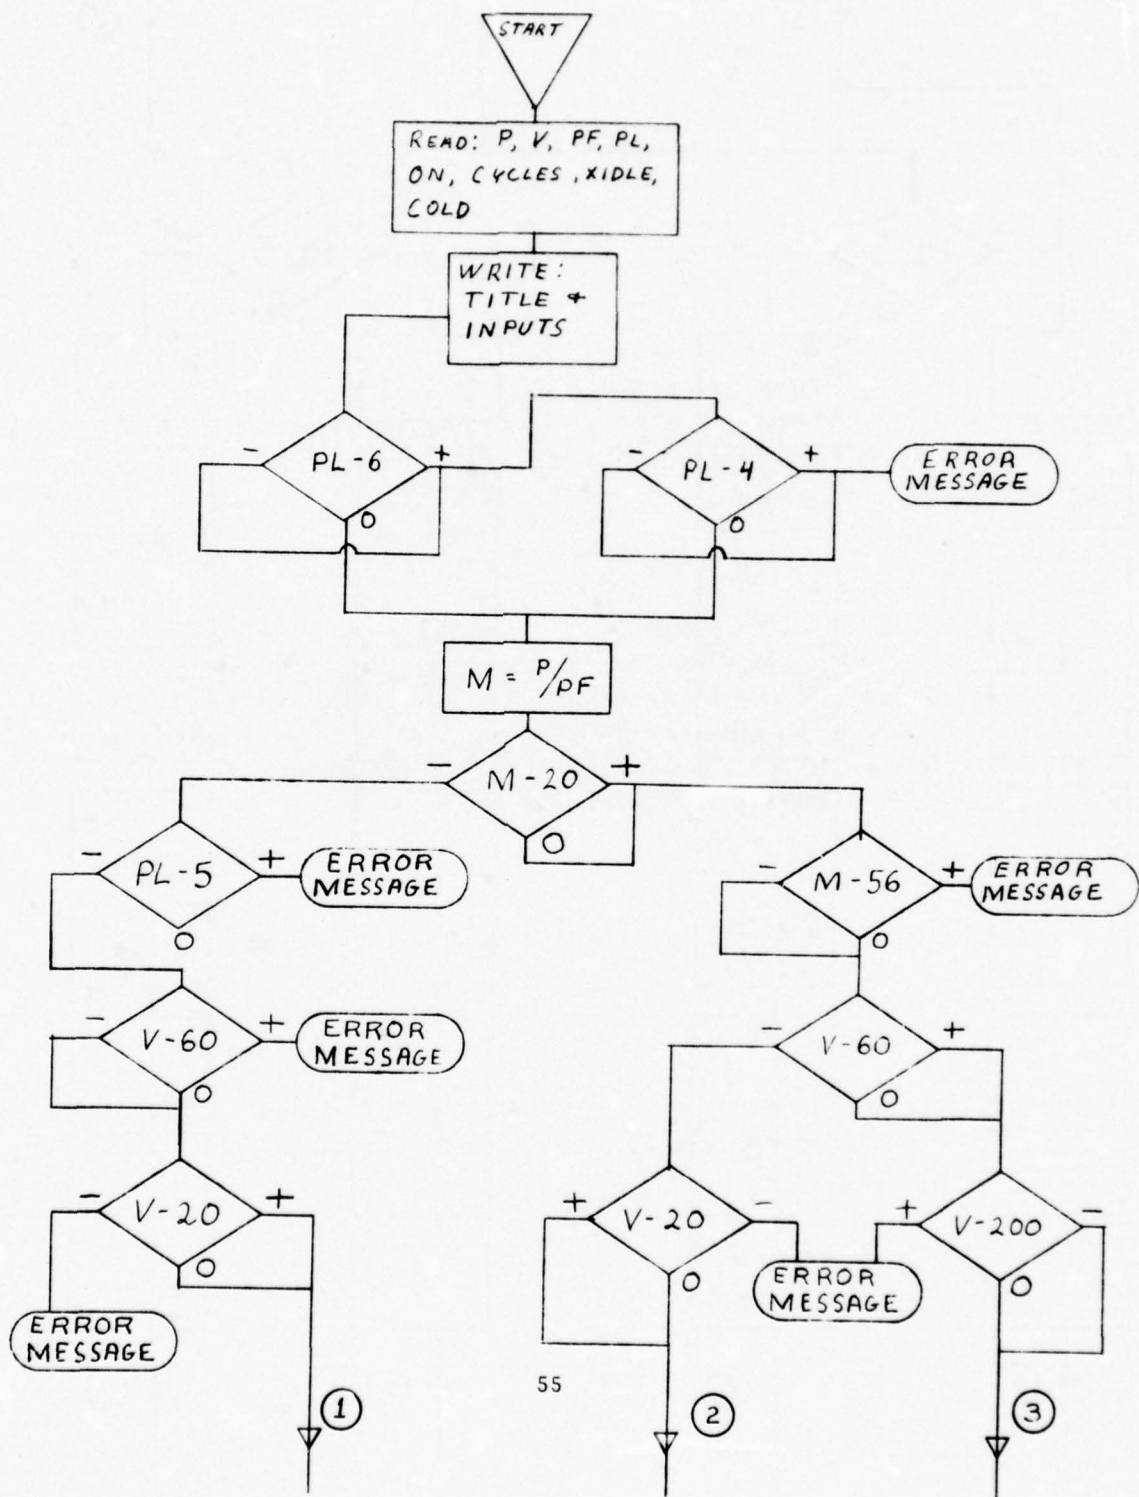 START
READ: P, V, PF, PL,
ON, CYCLES, XIDLE,
COLD
WRITE:
TITLE +
INPUTS
- PL-6 +
0
- PL-4 +
0
ERROR
MESSAGE
M = P/PF
- M-20 +
0
- PL-5 +
0
ERROR
MESSAGE
- M-56 +
0
ERROR
MESSAGE
- V-60 +
0
ERROR
MESSAGE
- V-60 +
0
- V-20 +
0
ERROR
MESSAGE
+ V-20 -
0
ERROR
MESSAGE
+ V-200 -
0
55
1
2
3